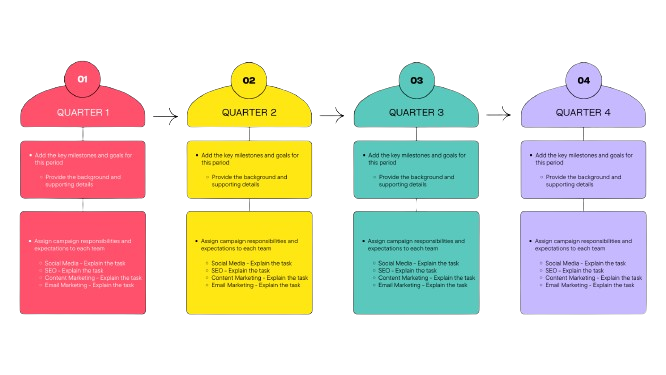 01
QUARTER 1
• Add the key milestones and goals for
this period
○ Provide the background and
supporting details
• Assign campaign responsibilities and
expectations to each team
○ Social Media - Explain the task
○ SEO - Explain the task
○ Content Marketing - Explain the task
○ Email Marketing - Explain the task
02
QUARTER 2
• Add the key milestones and goals for
this period
○ Provide the background and
supporting details
• Assign campaign responsibilities and
expectations to each team
○ Social Media - Explain the task
○ SEO - Explain the task
○ Content Marketing - Explain the task
○ Email Marketing - Explain the task
03
QUARTER 3
• Add the key milestones and goals for
this period
○ Provide the background and
supporting details
• Assign campaign responsibilities and
expectations to each team
○ Social Media - Explain the task
○ SEO - Explain the task
○ Content Marketing - Explain the task
○ Email Marketing - Explain the task
04
QUARTER 4
• Add the key milestones and goals for
this period
○ Provide the background and
supporting details
• Assign campaign responsibilities and
expectations to each team
○ Social Media - Explain the task
○ SEO - Explain the task
○ Content Marketing - Explain the task
○ Email Marketing - Explain the task